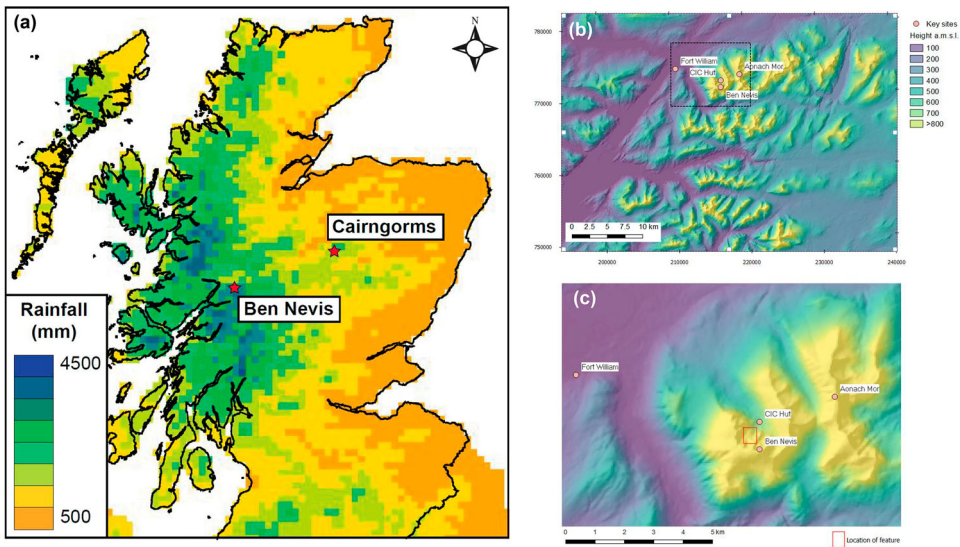 (a)
N
Cairngorms
Ben Nevis
Rainfall
(mm)
4500
500
(b)
Key sites
Height a.m.s.l.
100
200
300
400
500
600
700
>800
780000
770000
760000
750000
Fort William
Aonach Mor
CIC Hut
Ben Nevis
0 2.5 5 7.5 10 km
200000 210000 220000 230000 240000
(c)
Fort William
Aonach Mor
CIC Hut
Ben Nevis
0 1 2 3 4 5 km
Location of feature